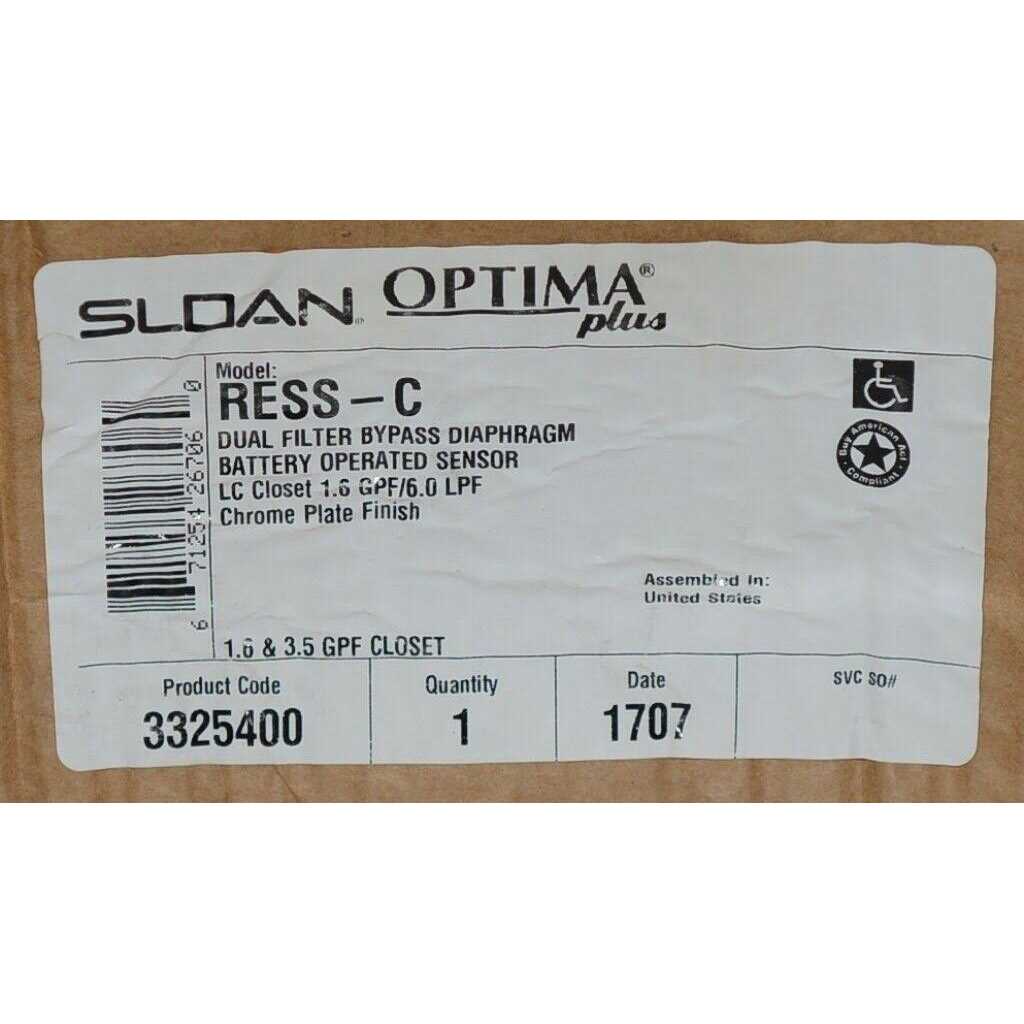 SLOAN® OPTIMA® plus
Model:
RESS – C
DUAL FILTER BYPASS DIAPHRAGM
BATTERY OPERATED SENSOR
LC Closet 1.6 GPF/6.0 LPF
Chrome Plate Finish
Buy American Act
Compliant
6 71254 26706 0
Assembled In:
United States
1.6 & 3.5 GPF CLOSET
Product Code
3325400
Quantity
1
Date
1707
SVC SO#